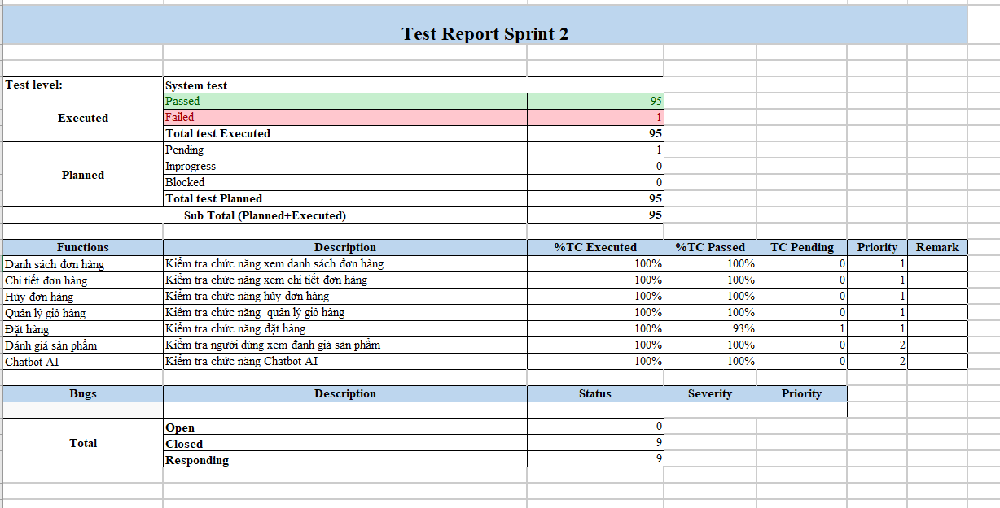 Test Report Sprint 2
Test level: System test
Executed
Passed 95
Failed 1
Total test Executed 95
Planned
Pending 1
Inprogress 0
Blocked 0
Total test Planned 95
Sub Total (Planned+Executed) 95
Functions Description %TC Executed %TC Passed TC Pending Priority Remark
Danh sách đơn hàng Kiểm tra chức năng xem danh sách đơn hàng 100% 100% 0 1
Chi tiết đơn hàng Kiểm tra chức năng xem chi tiết đơn hàng 100% 100% 0 1
Hủy đơn hàng Kiểm tra chức năng hủy đơn hàng 100% 100% 0 1
Quản lý giỏ hàng Kiểm tra chức năng quản lý giỏ hàng 100% 100% 0 1
Đặt hàng Kiểm tra chức năng đặt hàng 100% 93% 1 1
Đánh giá sản phẩm Kiểm tra người dùng xem đánh giá sản phẩm 100% 100% 0 2
Chatbot AI Kiểm tra chức năng Chatbot AI 100% 100% 0 2
Bugs Description Status Severity Priority
Total
Open 0
Closed 9
Responding 9